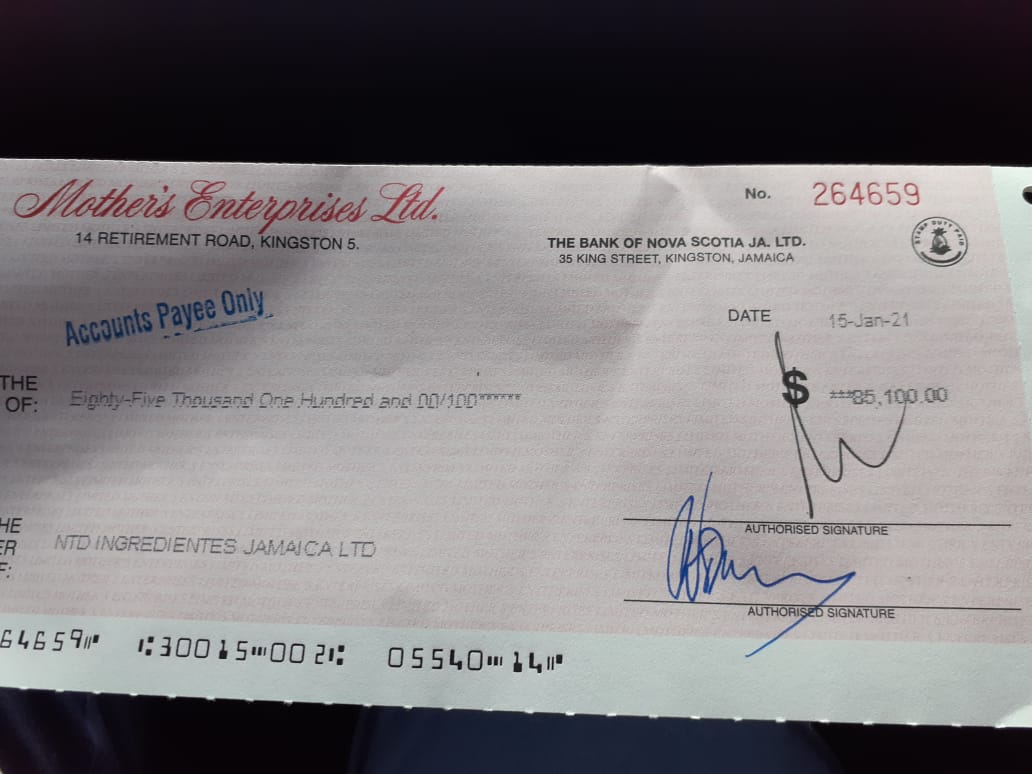 Mother's Enterprises Ltd.
14 RETIREMENT ROAD, KINGSTON 5.
No. 264659
THE BANK OF NOVA SCOTIA JA. LTD.
35 KING STREET, KINGSTON, JAMAICA
STAMP DUTY PAID
Accounts Payee Only
DATE 15-Jan-21
THE
OF: Eighty-Five Thousand One Hundred and 00/100******
$ ***85,100.00
AUTHORISED SIGNATURE
HE
ER NTD INGREDIENTES JAMAICA LTD
F:
AUTHORISED SIGNATURE
64659⑈ ⑆30015⑉002⑆ 05540⑉14⑈